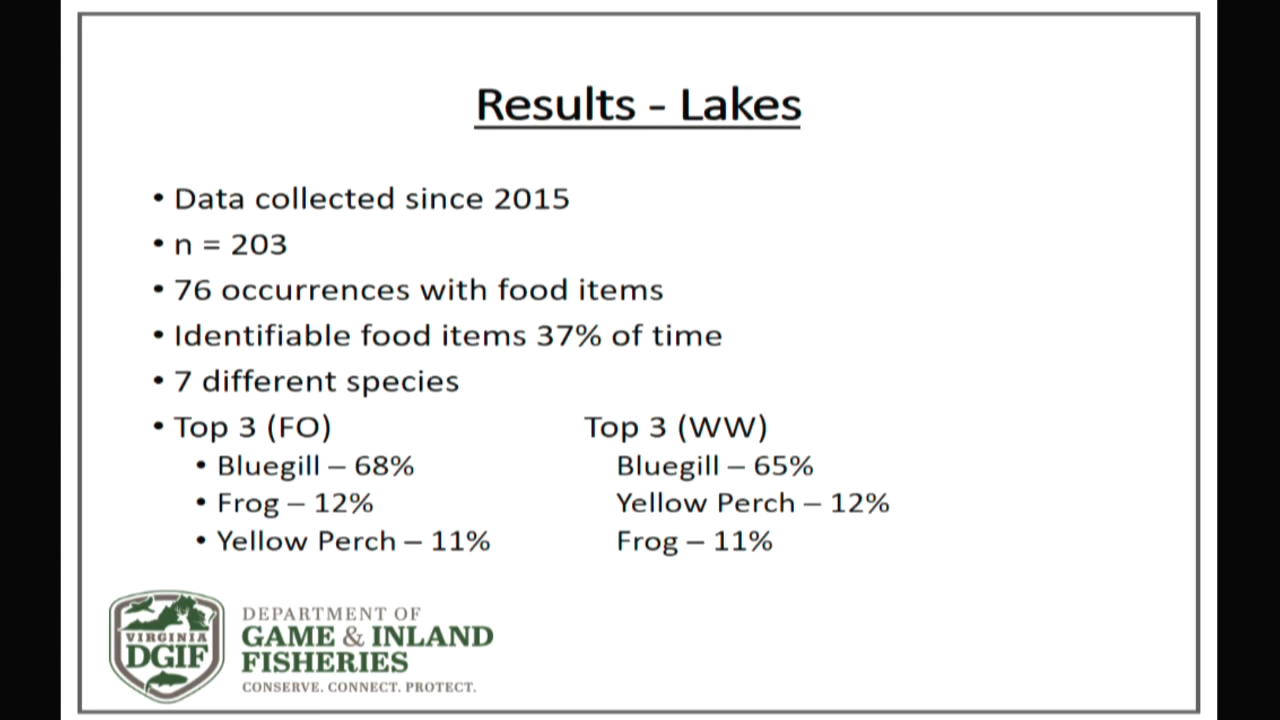 Results - Lakes
• Data collected since 2015
• n = 203
• 76 occurrences with food items
• Identifiable food items 37% of time
• 7 different species
• Top 3 (FO) Top 3 (WW)
• Bluegill – 68% Bluegill – 65%
• Frog – 12% Yellow Perch – 12%
• Yellow Perch – 11% Frog – 11%
VIRGINIA
DGIF
DEPARTMENT OF
GAME & INLAND
FISHERIES
CONSERVE. CONNECT. PROTECT.